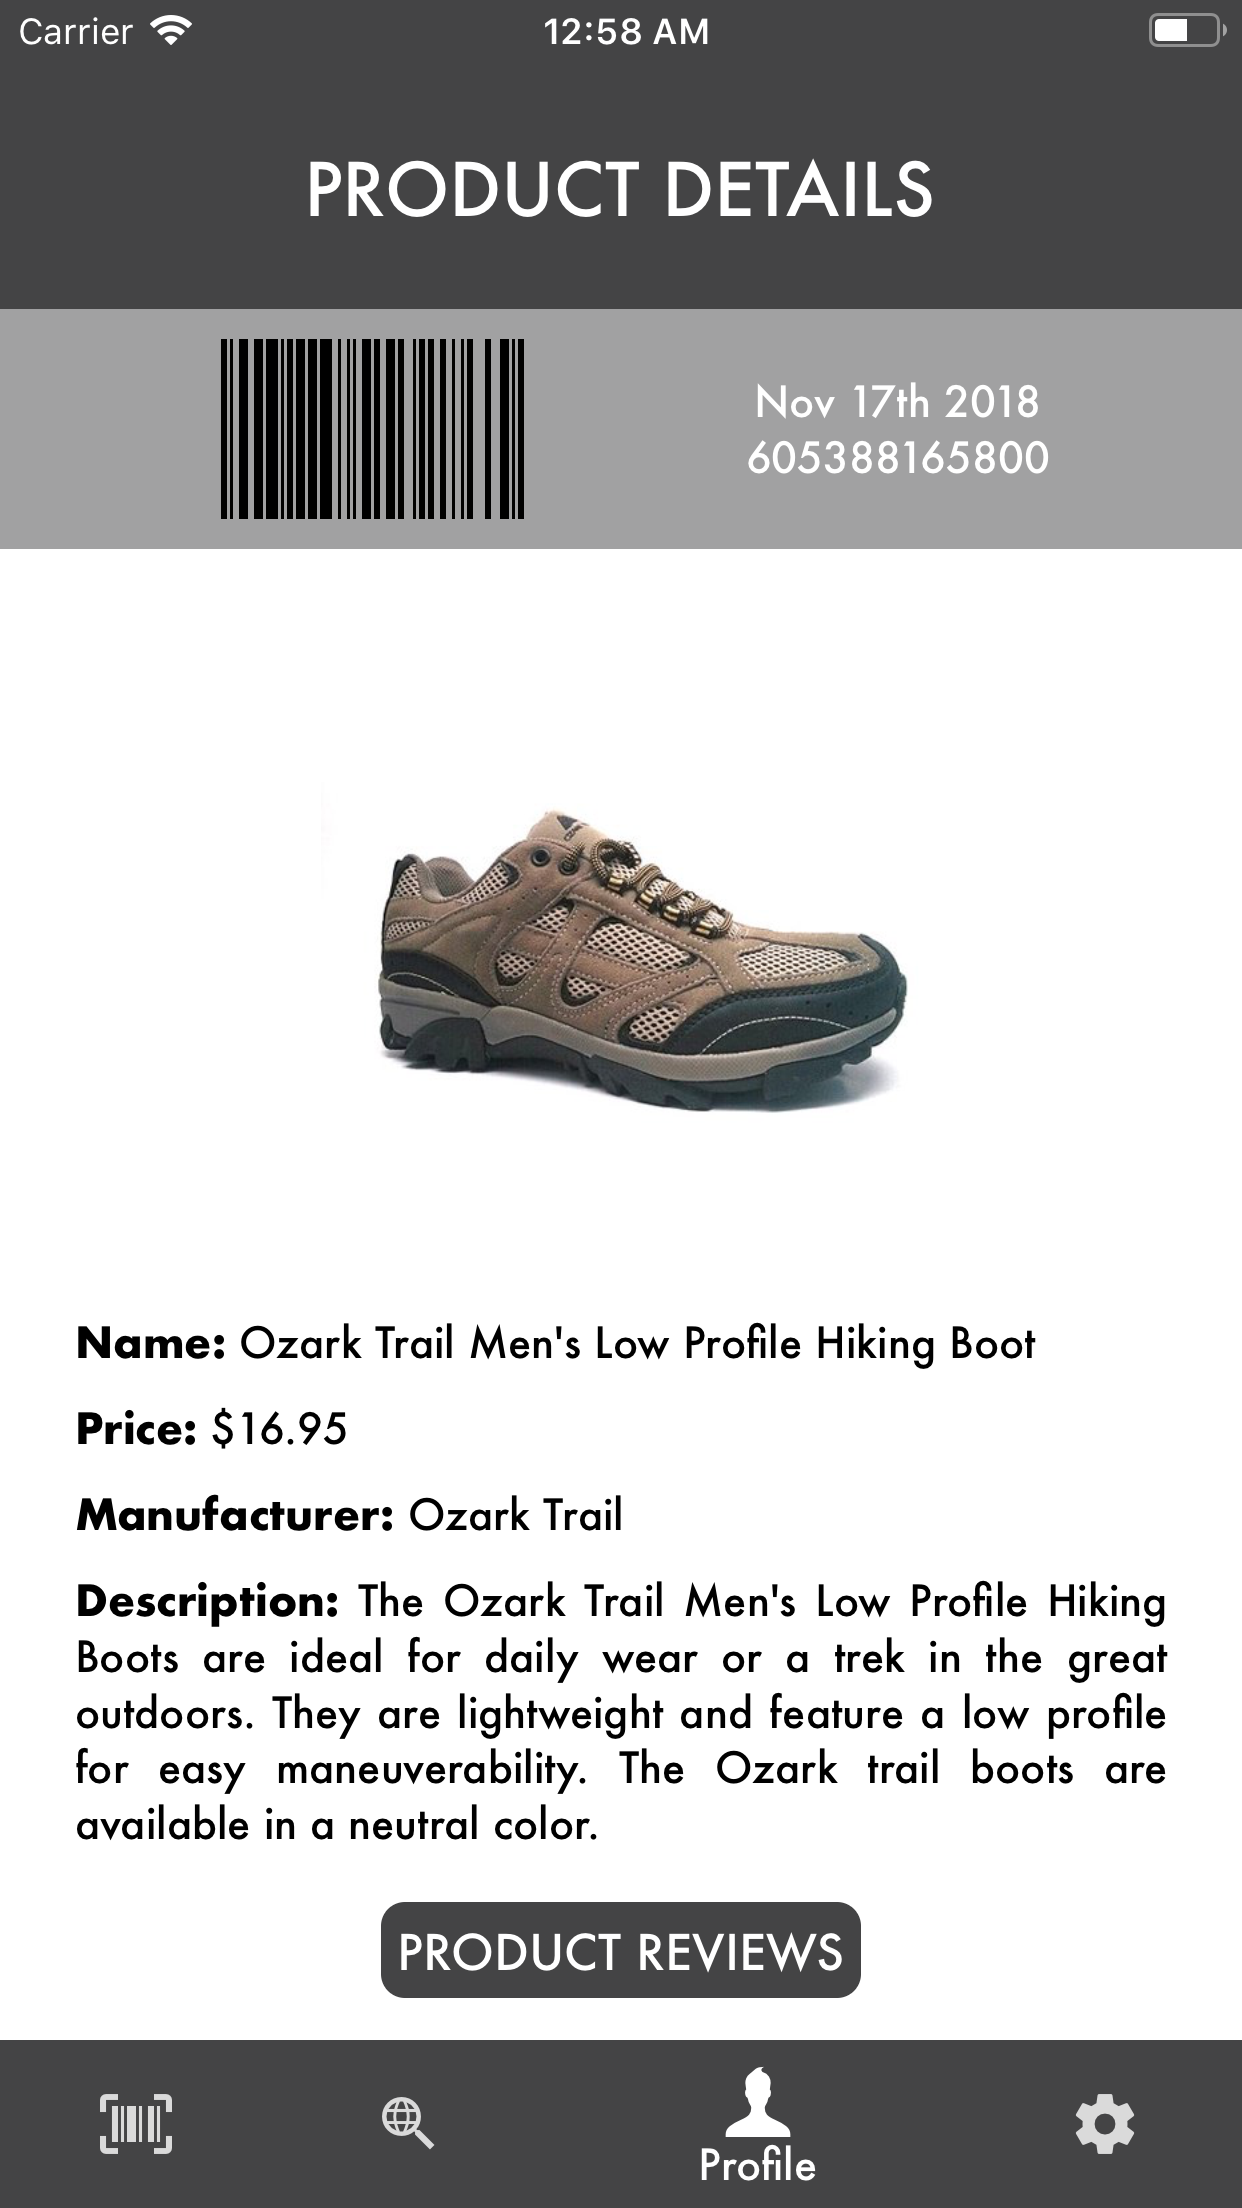 Carrier
12:58 AM
PRODUCT DETAILS
Nov 17th 2018
605388165800
Name: Ozark Trail Men's Low Profile Hiking Boot
Price: $16.95
Manufacturer: Ozark Trail
Description: The Ozark Trail Men's Low Profile Hiking
Boots are ideal for daily wear or a trek in the great
outdoors. They are lightweight and feature a low profile
for easy maneuverability. The Ozark trail boots are
available in a neutral color.
PRODUCT REVIEWS
Profile